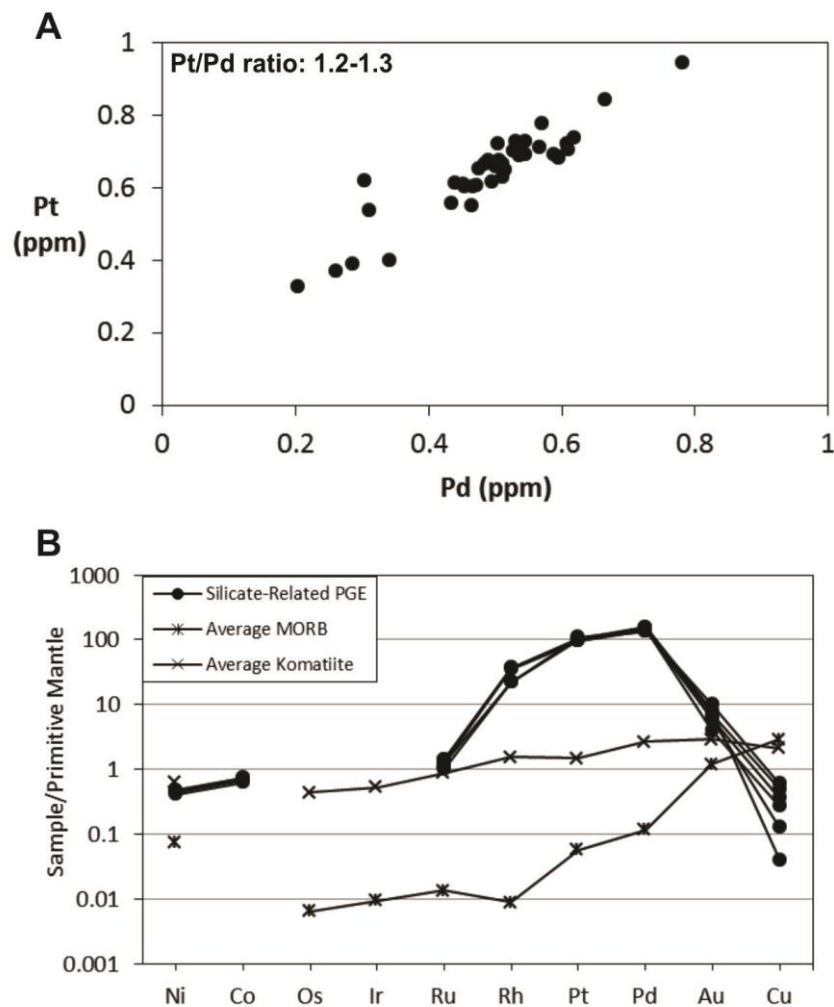 A
Pt/Pd ratio: 1.2-1.3
1
0.8
0.6
0.4
0.2
0
Pt
(ppm)
0 0.2 0.4 0.6 0.8 1
Pd (ppm)
B
1000
100
10
1
0.1
0.01
0.001
Sample/Primitive Mantle
Silicate-Related PGE
Average MORB
Average Komatiite
Ni Co Os Ir Ru Rh Pt Pd Au Cu